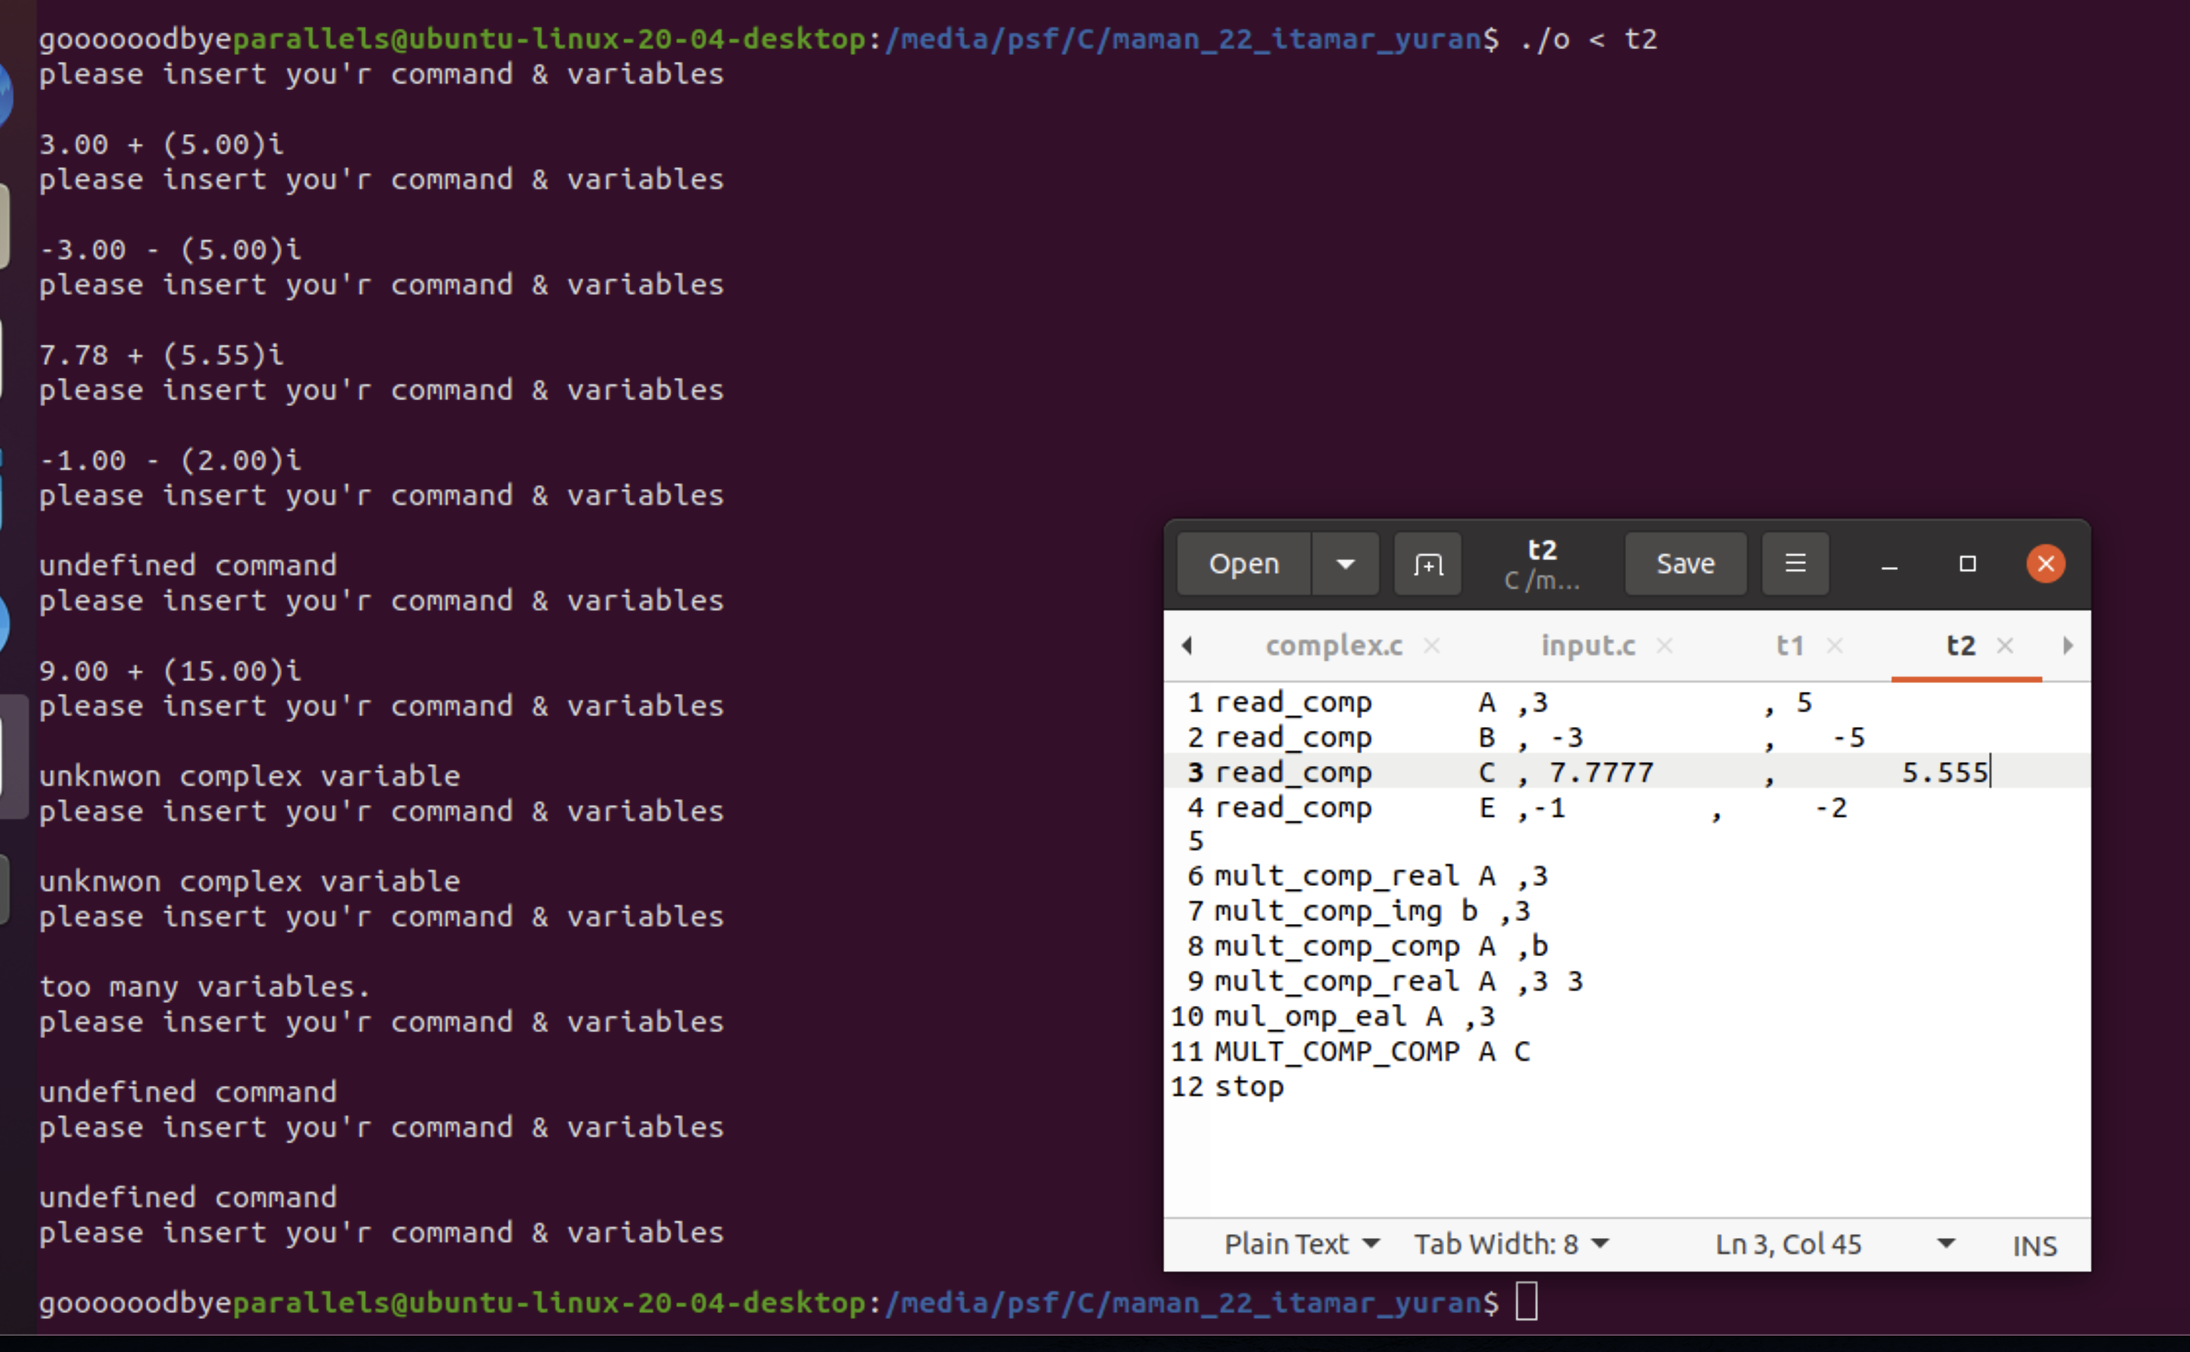 goooooodbyeparallels@ubuntu-linux-20-04-desktop:/media/psf/C/maman_22_itamar_yuran$ ./o < t2
please insert you'r command & variables
3.00 + (5.00)i
please insert you'r command & variables
-3.00 - (5.00)i
please insert you'r command & variables
7.78 + (5.55)i
please insert you'r command & variables
-1.00 - (2.00)i
please insert you'r command & variables
undefined command
please insert you'r command & variables
9.00 + (15.00)i
please insert you'r command & variables
unknwon complex variable
please insert you'r command & variables
unknwon complex variable
please insert you'r command & variables
too many variables.
please insert you'r command & variables
undefined command
please insert you'r command & variables
undefined command
please insert you'r command & variables
goooooodbyeparallels@ubuntu-linux-20-04-desktop:/media/psf/C/maman_22_itamar_yuran$
Open t2 Save
C /m...
complex.c input.c t1 t2
1 read_comp A ,3 , 5
2 read_comp B , -3 , -5
3 read_comp C , 7.7777 , 5.555
4 read_comp E ,-1 , -2
5
6 mult_comp_real A ,3
7 mult_comp_img b ,3
8 mult_comp_comp A ,b
9 mult_comp_real A ,3 3
10 mul_omp_eal A ,3
11 MULT_COMP_COMP A C
12 stop
Plain Text Tab Width: 8 Ln 3, Col 45 INS